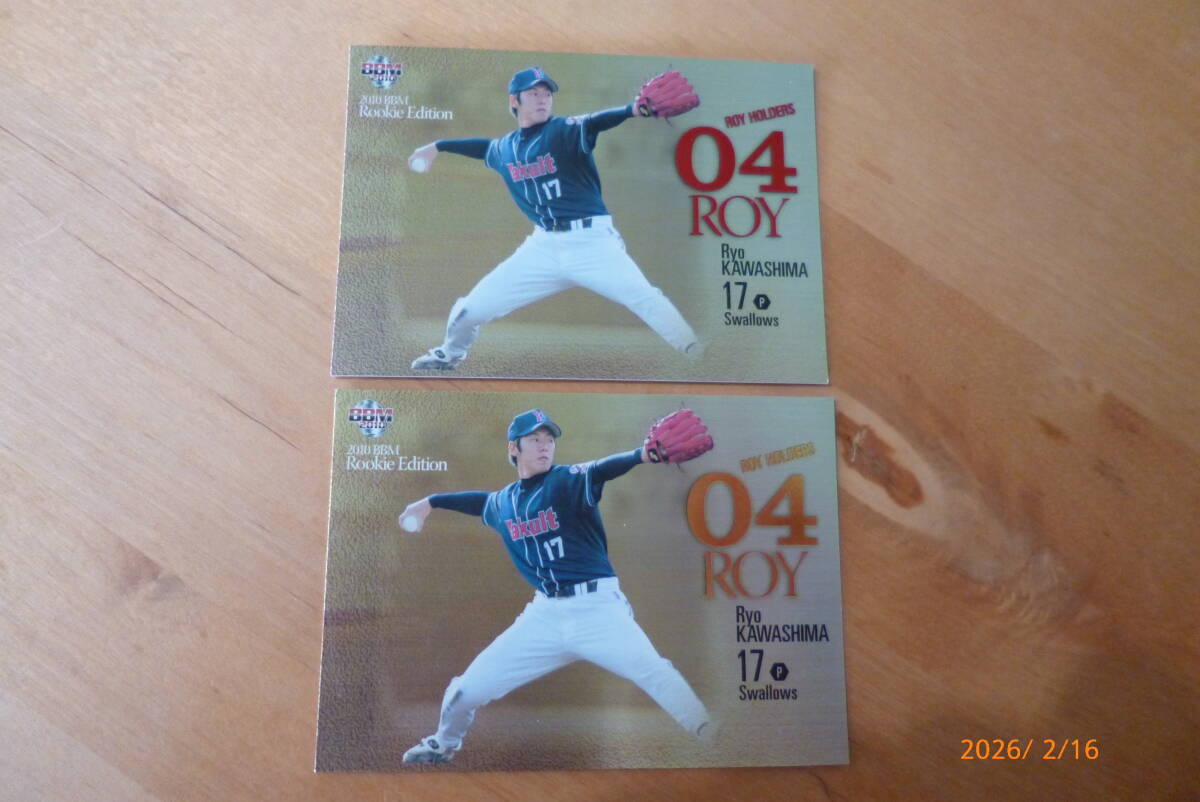 BBM
2010
2010 BBM
Rookie Edition
ROY HOLDERS
04
ROY
Yakult
17
Ryo
KAWASHIMA
17 P
Swallows
BBM
2010
2010 BBM
Rookie Edition
ROY HOLDERS
04
ROY
Yakult
17
Ryo
KAWASHIMA
17 P
Swallows
2026/ 2/16